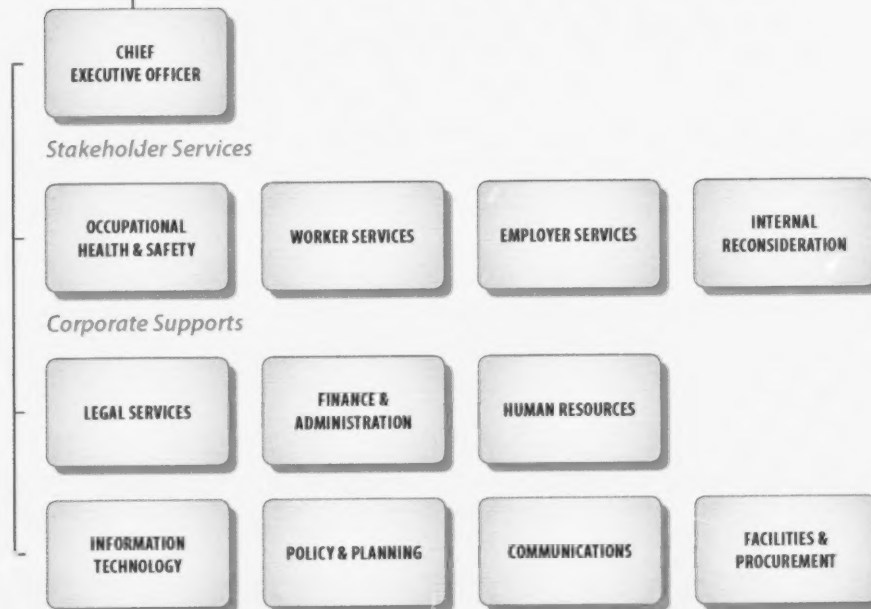 CHIEF
EXECUTIVE OFFICER
Stakeholder Services
OCCUPATIONAL
HEALTH & SAFETY
WORKER SERVICES
EMPLOYER SERVICES
INTERNAL
RECONSIDERATION
Corporate Supports
LEGAL SERVICES
FINANCE &
ADMINISTRATION
HUMAN RESOURCES
INFORMATION
TECHNOLOGY
POLICY & PLANNING
COMMUNICATIONS
FACILITIES &
PROCUREMENT